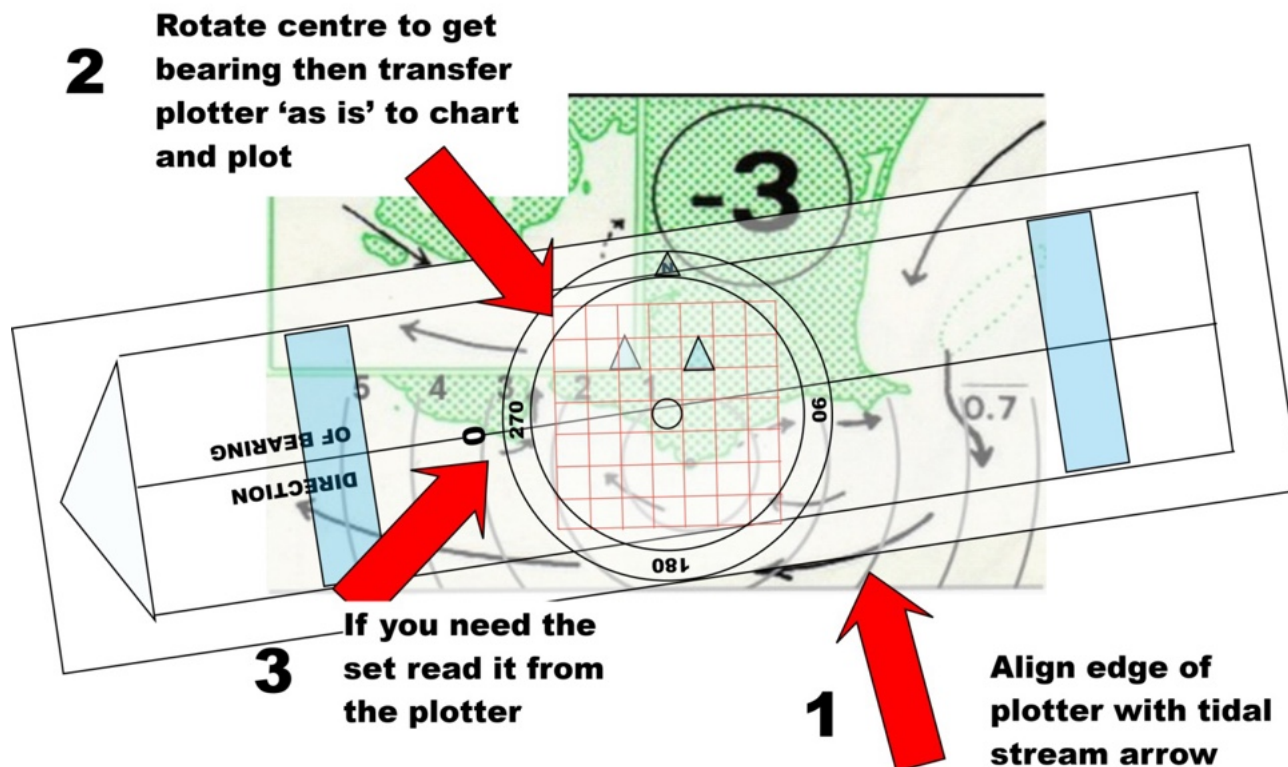 2
Rotate centre to get
bearing then transfer
plotter ‘as is’ to chart
and plot
-3
N
5 4 3 2 1
0
270
90
0.7
OF BEARING
DIRECTION
180
3
If you need the
set read it from
the plotter
1
Align edge of
plotter with tidal
stream arrow